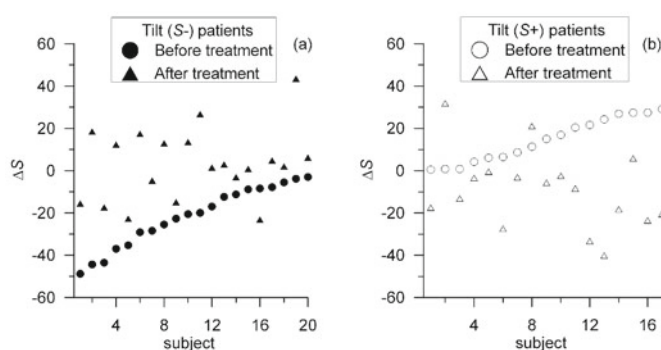 Tilt (S-) patients
Before treatment
After treatment
(a)
60
40
20
0
-20
-40
-60
ΔS
4
8
12
16
20
subject
Tilt (S+) patients
Before treatment
After treatment
(b)
60
40
20
0
-20
-40
-60
ΔS
4
8
12
16
subject